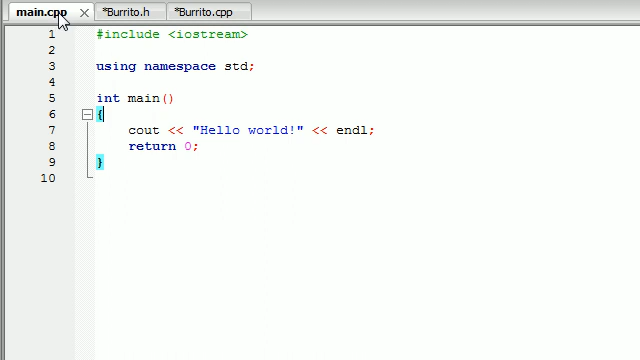 main.cpp *Burrito.h *Burrito.cpp
1 #include <iostream>
2
3 using namespace std;
4
5 int main()
6 {
7 cout << "Hello world!" << endl;
8 return 0;
9 }
10